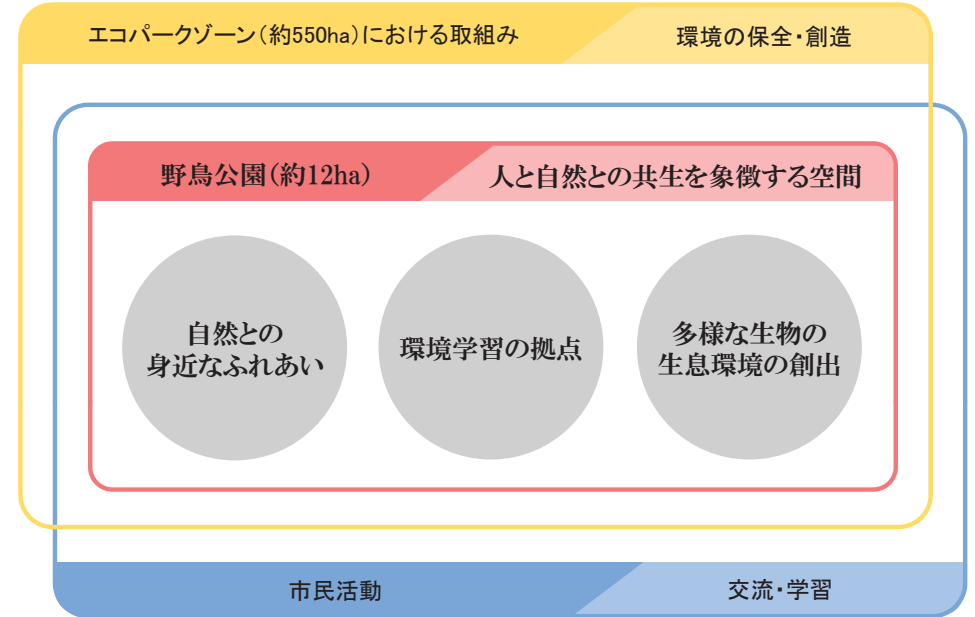 エコパークゾーン(約550ha)における取組み
環境の保全・創造
野鳥公園(約12ha)
人と自然との共生を象徴する空間
自然との
身近なふれあい
環境学習の拠点
多様な生物の
生息環境の創出
市民活動
交流・学習